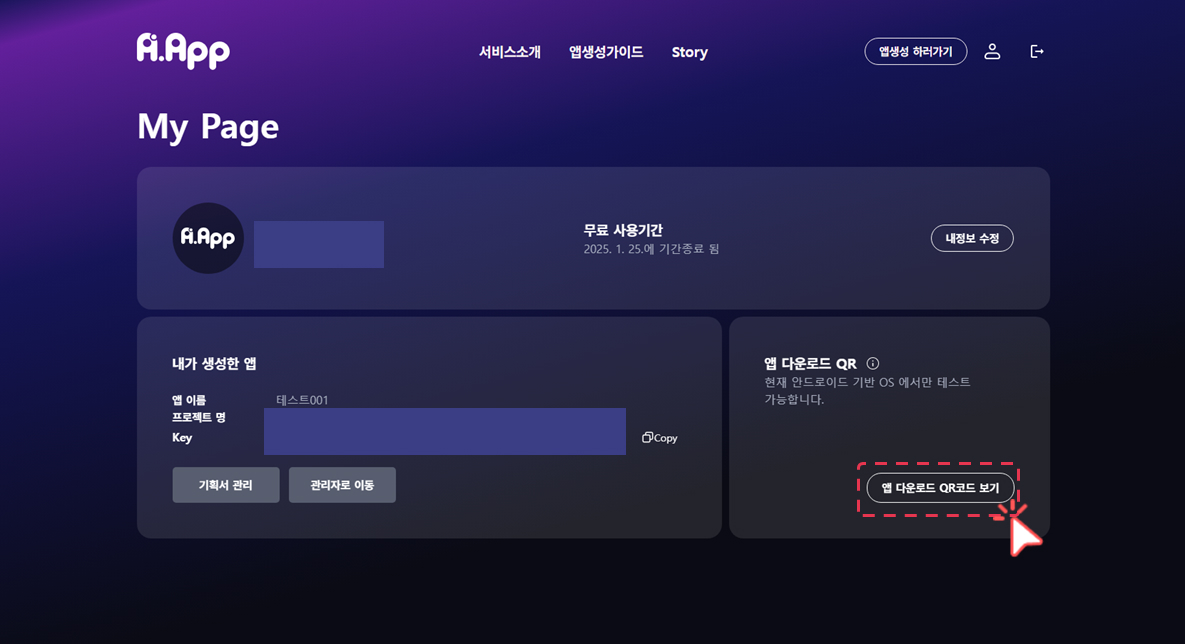 Ai.App
서비스소개 앱생성가이드 Story
앱생성 하러가기
My Page
Ai.App
무료 사용기간
2025. 1. 25.에 기간종료 됨
내정보 수정
내가 생성한 앱
앱 이름 테스트001
프로젝트 명
Key
Copy
기획서 관리 관리자로 이동
앱 다운로드 QR
현재 안드로이드 기반 OS 에서만 테스트
가능합니다.
앱 다운로드 QR코드 보기